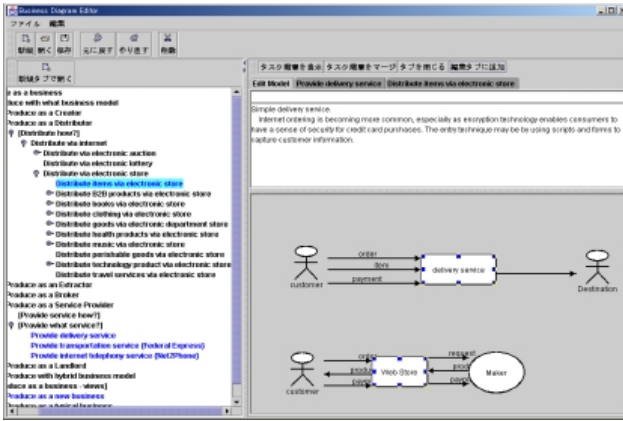 Business Diagram Editor
ファイル 編集
新規 開く 保存 元に戻す やり直す 削除
新規タブで開く
e as a business
duce with what business model
Produce as a Creator
Produce as a Distributor
[Distribute how?]
Distribute via internet
Distribute via electronic auction
Distribute via electronic lottery
Distribute via electronic store
Distribute items via electronic store
Distribute B2B products via electronic store
Distribute books via electronic store
Distribute clothing via electronic store
Distribute goods via electronic department store
Distribute health products via electronic store
Distribute music via electronic store
Distribute perishable goods via electronic store
Distribute technology product via electronic store
Distribute travel services via electronic store
Produce as an Extractor
Produce as a Broker
Produce as a Service Provider
[Provide service how?]
[Provide what service?]
Provide delivery service
Provide transportation service (Federal Express)
Provide internet telephony service (Net2Phone)
Produce as a Landlord
Produce with hybrid business model
duce as a business - views]
Produce as a new business
Produce as a typical business
タスク階層を表示 タスク階層をマージ タブを閉じる 編集タブに追加
Edit Model Provide delivery service Distribute items via electronic store
Simple delivery service.
Internet ordering is becoming more common, especially as encryption technology enables consumers to
have a sense of security for credit card purchases. The entry technique may be by using scripts and forms to
capture customer information.
order
item
payment
customer
delivery service
Destination
order
produ
paym
customer
Web Store
request
prod
paym
Maker